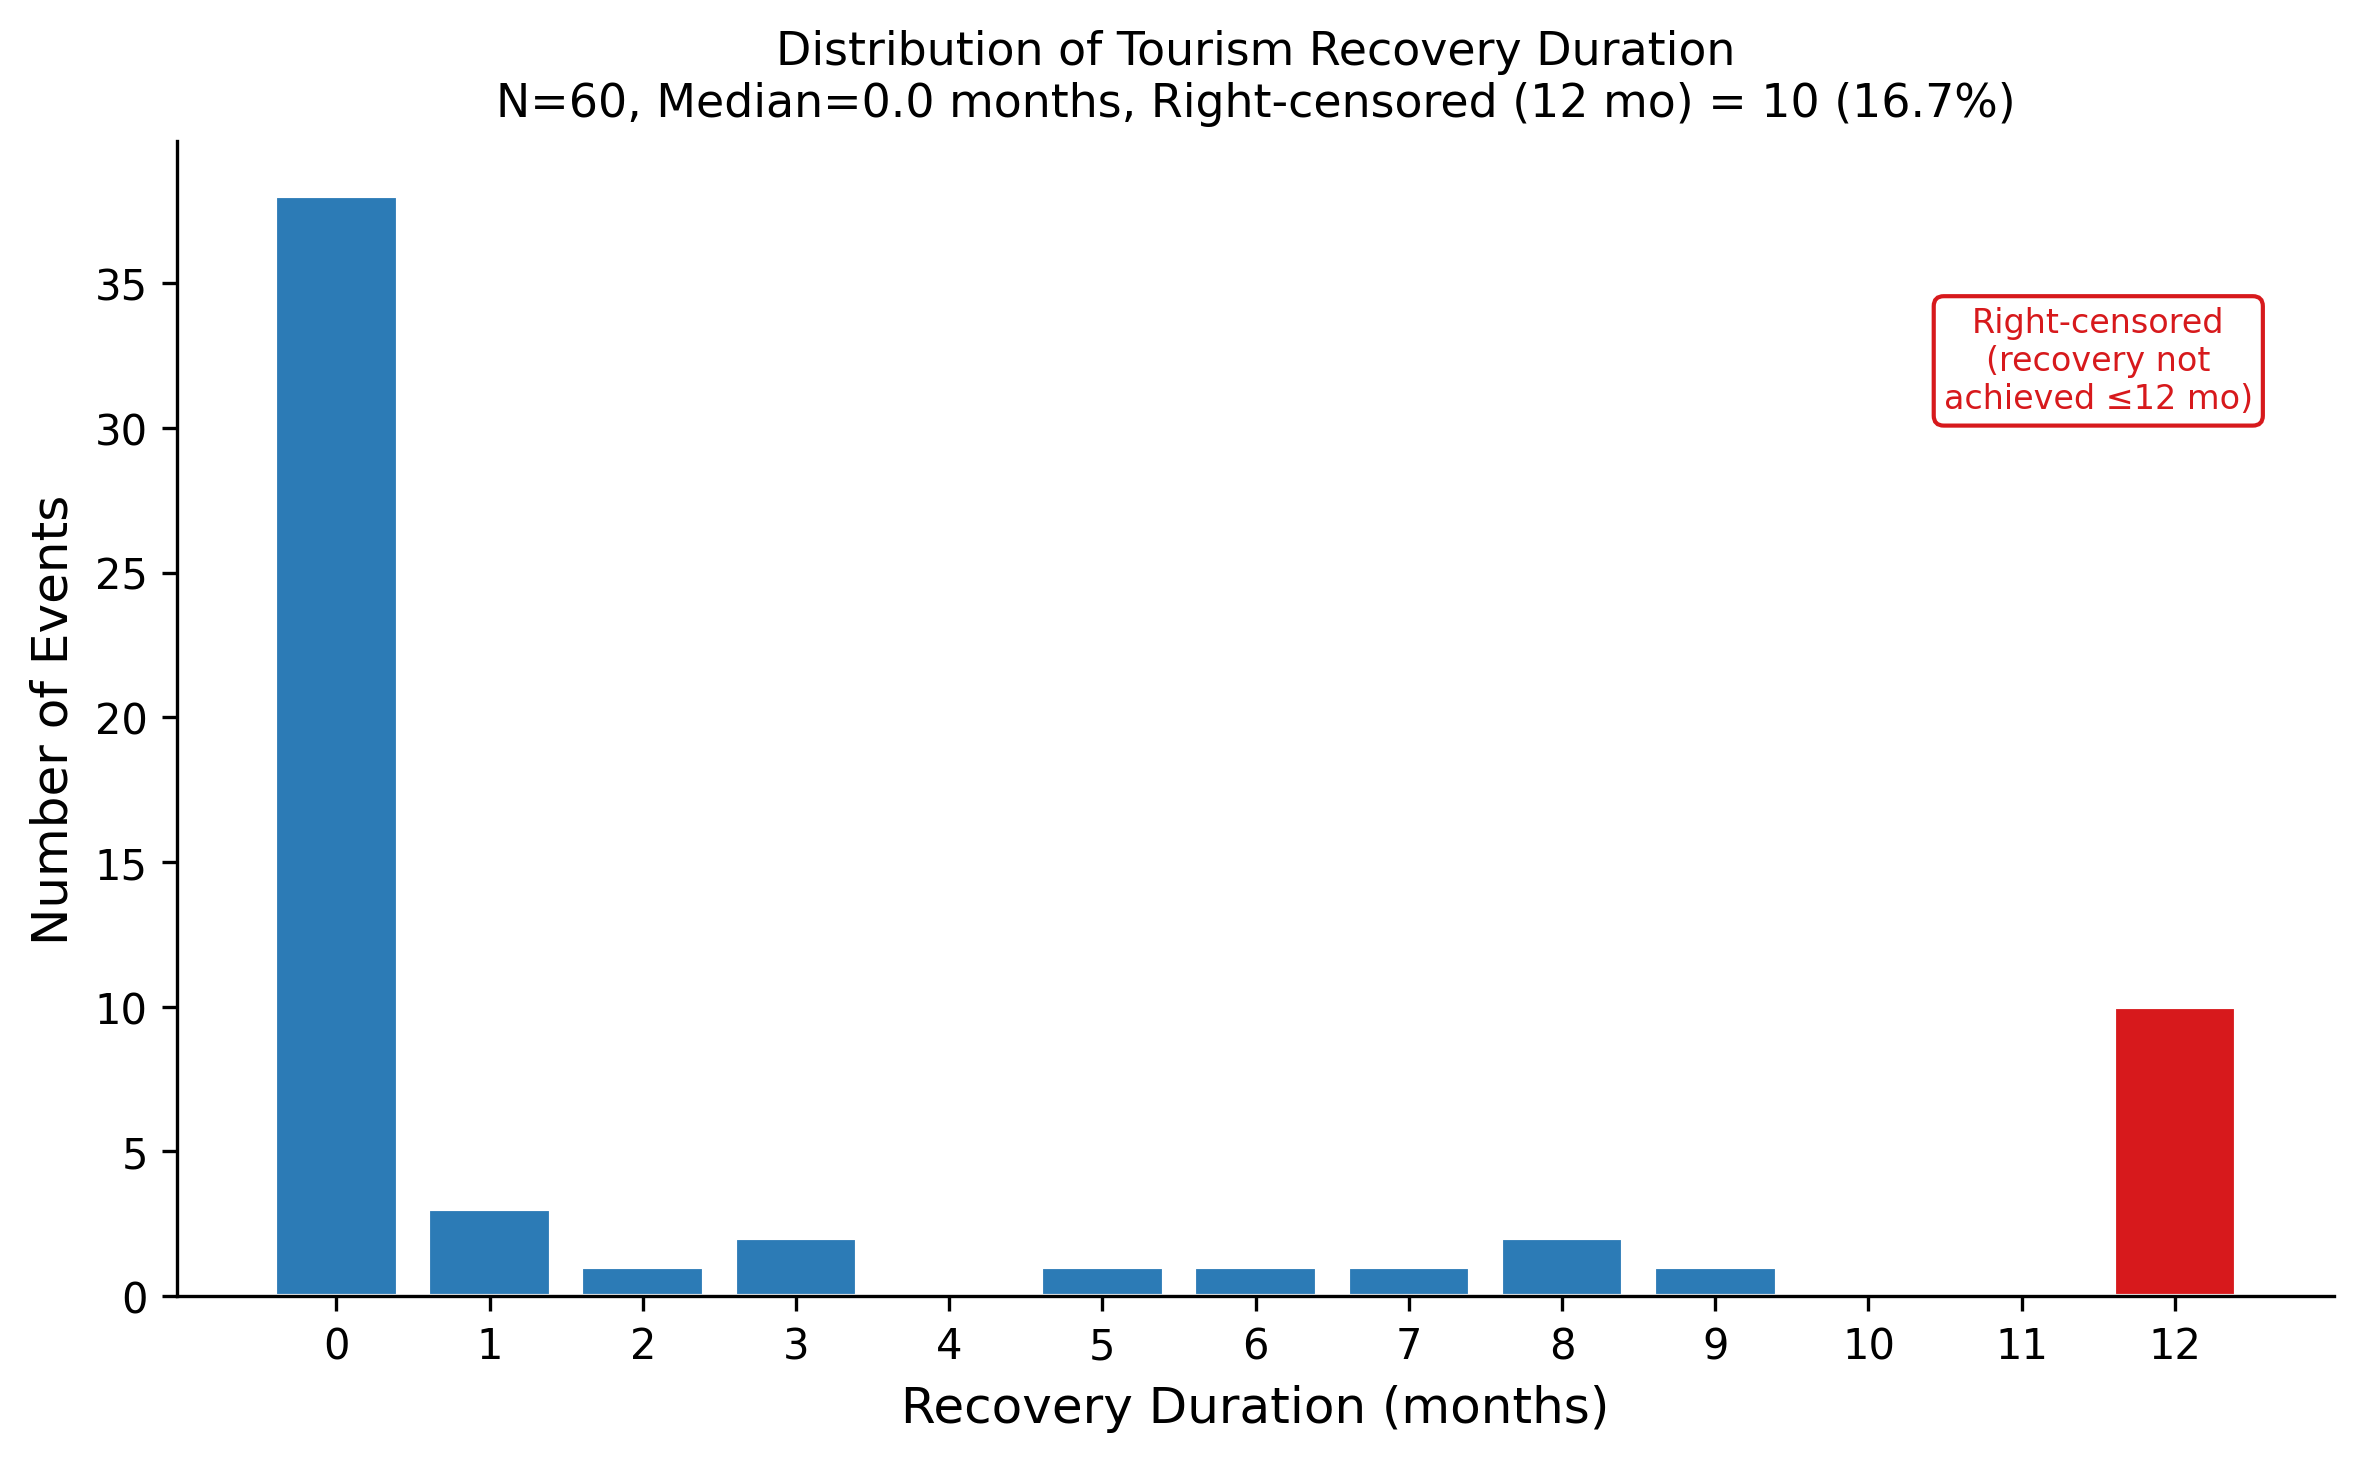 Distribution of Tourism Recovery Duration
N=60, Median=0.0 months, Right-censored (12 mo) = 10 (16.7%)
Number of Events
35
30
25
20
15
10
5
0
Right-censored
(recovery not
achieved ≤12 mo)
0 1 2 3 4 5 6 7 8 9 10 11 12
Recovery Duration (months)